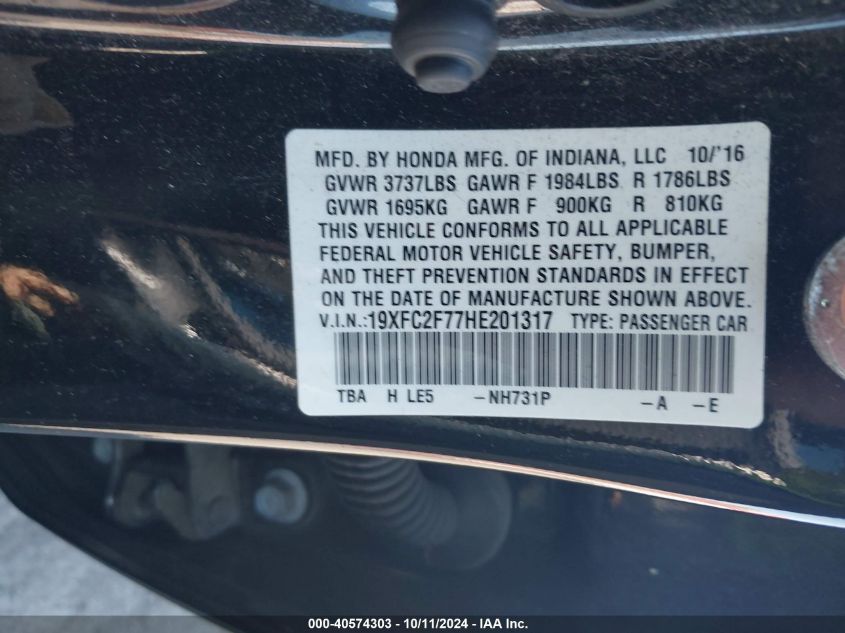 MFD. BY HONDA MFG. OF INDIANA, LLC 10/'16
GVWR 3737LBS GAWR F 1984LBS R 1786LBS
GVWR 1695KG GAWR F 900KG R 810KG
THIS VEHICLE CONFORMS TO ALL APPLICABLE
FEDERAL MOTOR VEHICLE SAFETY, BUMPER,
AND THEFT PREVENTION STANDARDS IN EFFECT
ON THE DATE OF MANUFACTURE SHOWN ABOVE.
V.I.N.:19XFC2F77HE201317 TYPE: PASSENGER CAR
TBA H LE5 -NH731P -A -E
000-40574303 - 10/11/2024 - IAA Inc.